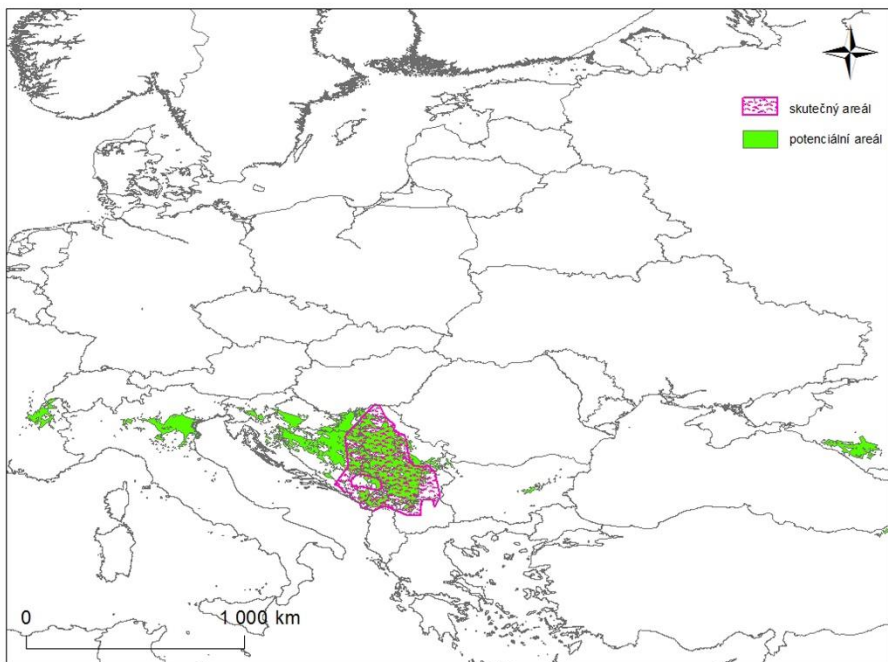 skutečný areál
potenciální areál
0
1 000 km